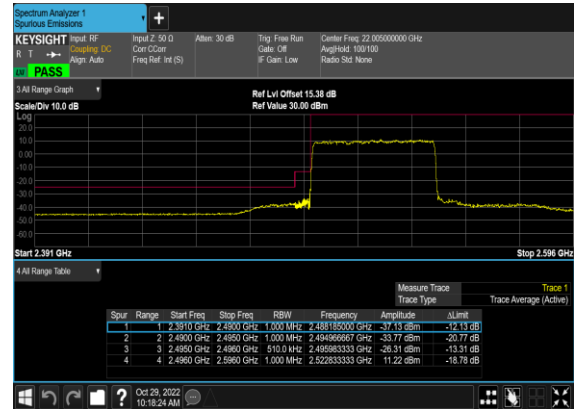 Spectrum Analyzer 1
Spurious Emissions
KEYSIGHT
R T
Input: RF
Coupling: DC
Align: Auto
Input Z: 50 Ω
Corr CCorr
Freq Ref: Int (S)
Atten: 30 dB
Trig: Free Run
Gate: Off
IF Gain: Low
Center Freq: 22.005000000 GHz
Avg|Hold: 100/100
Radio Std: None
PASS
3 All Range Graph
Scale/Div 10.0 dB
Ref Lvl Offset 15.38 dB
Ref Value 30.00 dBm
Log
20.0
10.0
0.00
-10.0
-20.0
-30.0
-40.0
-50.0
-60.0
Start 2.391 GHz
Stop 2.596 GHz
4 All Range Table
Measure Trace Trace 1
Trace Type Trace Average (Active)
Spur Range Start Freq Stop Freq RBW Frequency Amplitude ΔLimit
1 1 2.3910 GHz 2.4900 GHz 1.000 MHz 2.488185000 GHz -37.13 dBm -12.13 dB
2 2 2.4900 GHz 2.4950 GHz 1.000 MHz 2.494966667 GHz -33.77 dBm -20.77 dB
3 3 2.4950 GHz 2.4960 GHz 510.0 kHz 2.495983333 GHz -26.31 dBm -13.31 dB
4 4 2.4960 GHz 2.5960 GHz 1.000 MHz 2.522833333 GHz 11.22 dBm -18.78 dB
?
Oct 29, 2022
10:18:24 AM